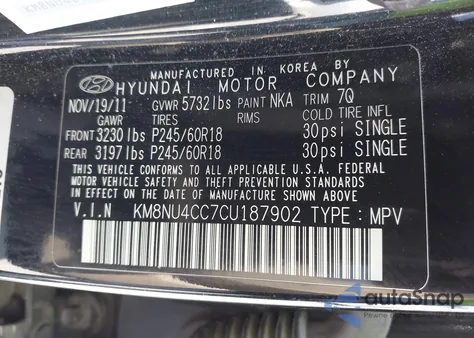 MANUFACTURED IN KOREA BY
HYUNDAI MOTOR COMPANY
NOV/19/11 GVWR 5732lbs PAINT NKA TRIM 7Q
GAWR TIRES RIMS COLD TIRE INFL
FRONT 3230 lbs P245/60R18 30psi SINGLE
REAR 3197lbs P245/60R18 30psi SINGLE
THIS VEHICLE CONFORMS TO ALL APPLICABLE U.S.A. FEDERAL
MOTOR VEHICLE SAFETY, BUMPER, AND THEFT PREVENTION
STANDARDS IN EFFECT ON THE DATE OF MANUFACTURE SHOWN ABOVE.
V.I.N KM8NU4CC7CU187902 TYPE : MPV
autoSnap